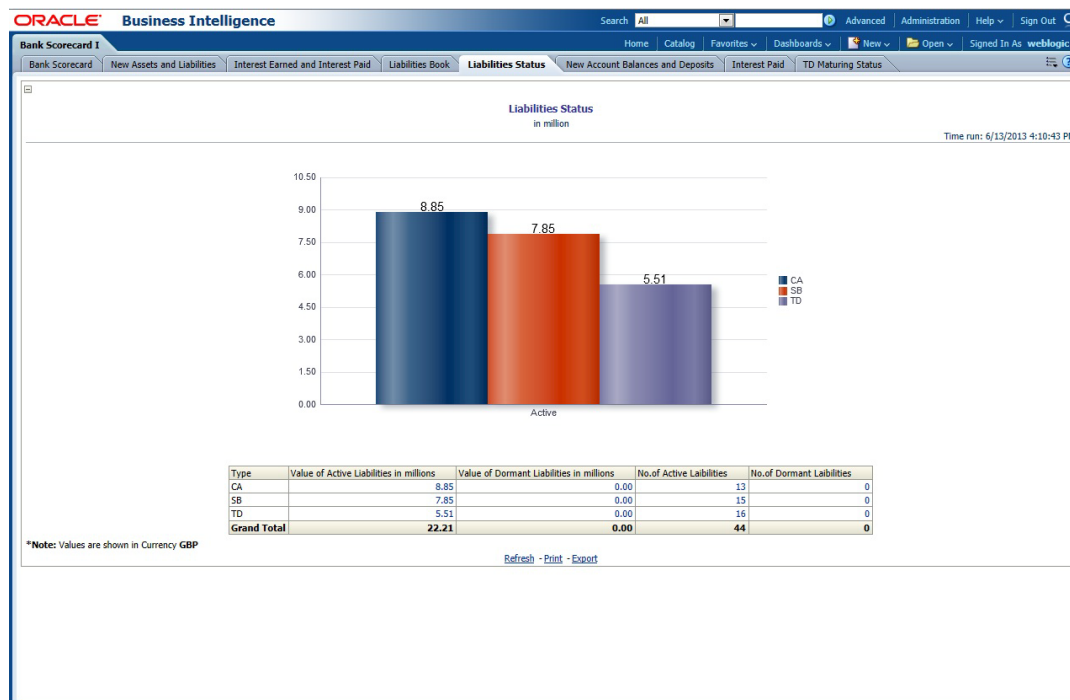 ORACLE Business Intelligence Search All Advanced Administration Help Sign Out
Bank Scorecard I Home Catalog Favorites Dashboards New Open Signed In As weblogic
Bank Scorecard New Assets and Liabilities Interest Earned and Interest Paid Liabilities Book Liabilities Status New Account Balances and Deposits Interest Paid TD Maturing Status
Liabilities Status
in million
Time run: 6/13/2013 4:10:43 PM
10.50
9.00
7.50
6.00
4.50
3.00
1.50
0.00
8.85
7.85
5.51
Active
CA
SB
TD
Type Value of Active Liabilities in millions Value of Dormant Liabilities in millions No.of Active Laibilities No.of Dormant Laibilities
CA 8.85 0.00 13 0
SB 7.85 0.00 15 0
TD 5.51 0.00 16 0
Grand Total 22.21 0.00 44 0
*Note: Values are shown in Currency GBP
Refresh - Print - Export